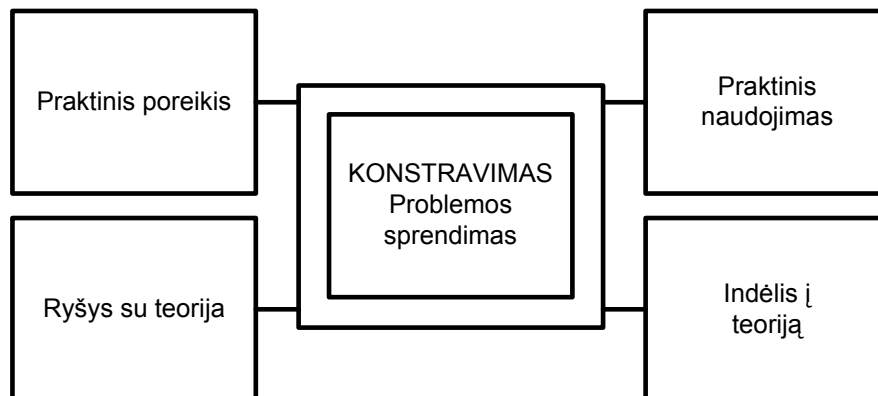 Praktinis poreikis
Praktinis
naudojimas
KONSTRAVIMAS
Problemos
sprendimas
Ryšys su teorija
Indėlis į
teoriją